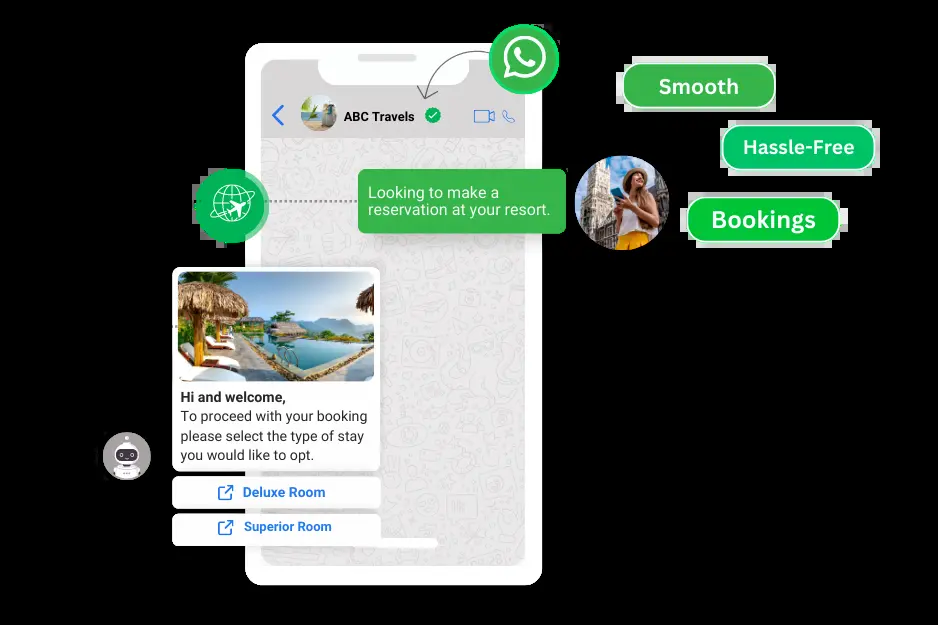 Smooth
ABC Travels
Hassle-Free
Looking to make a
reservation at your resort.
Bookings
Hi and welcome,
To proceed with your booking
please select the type of stay
you would like to opt.
Deluxe Room
Superior Room